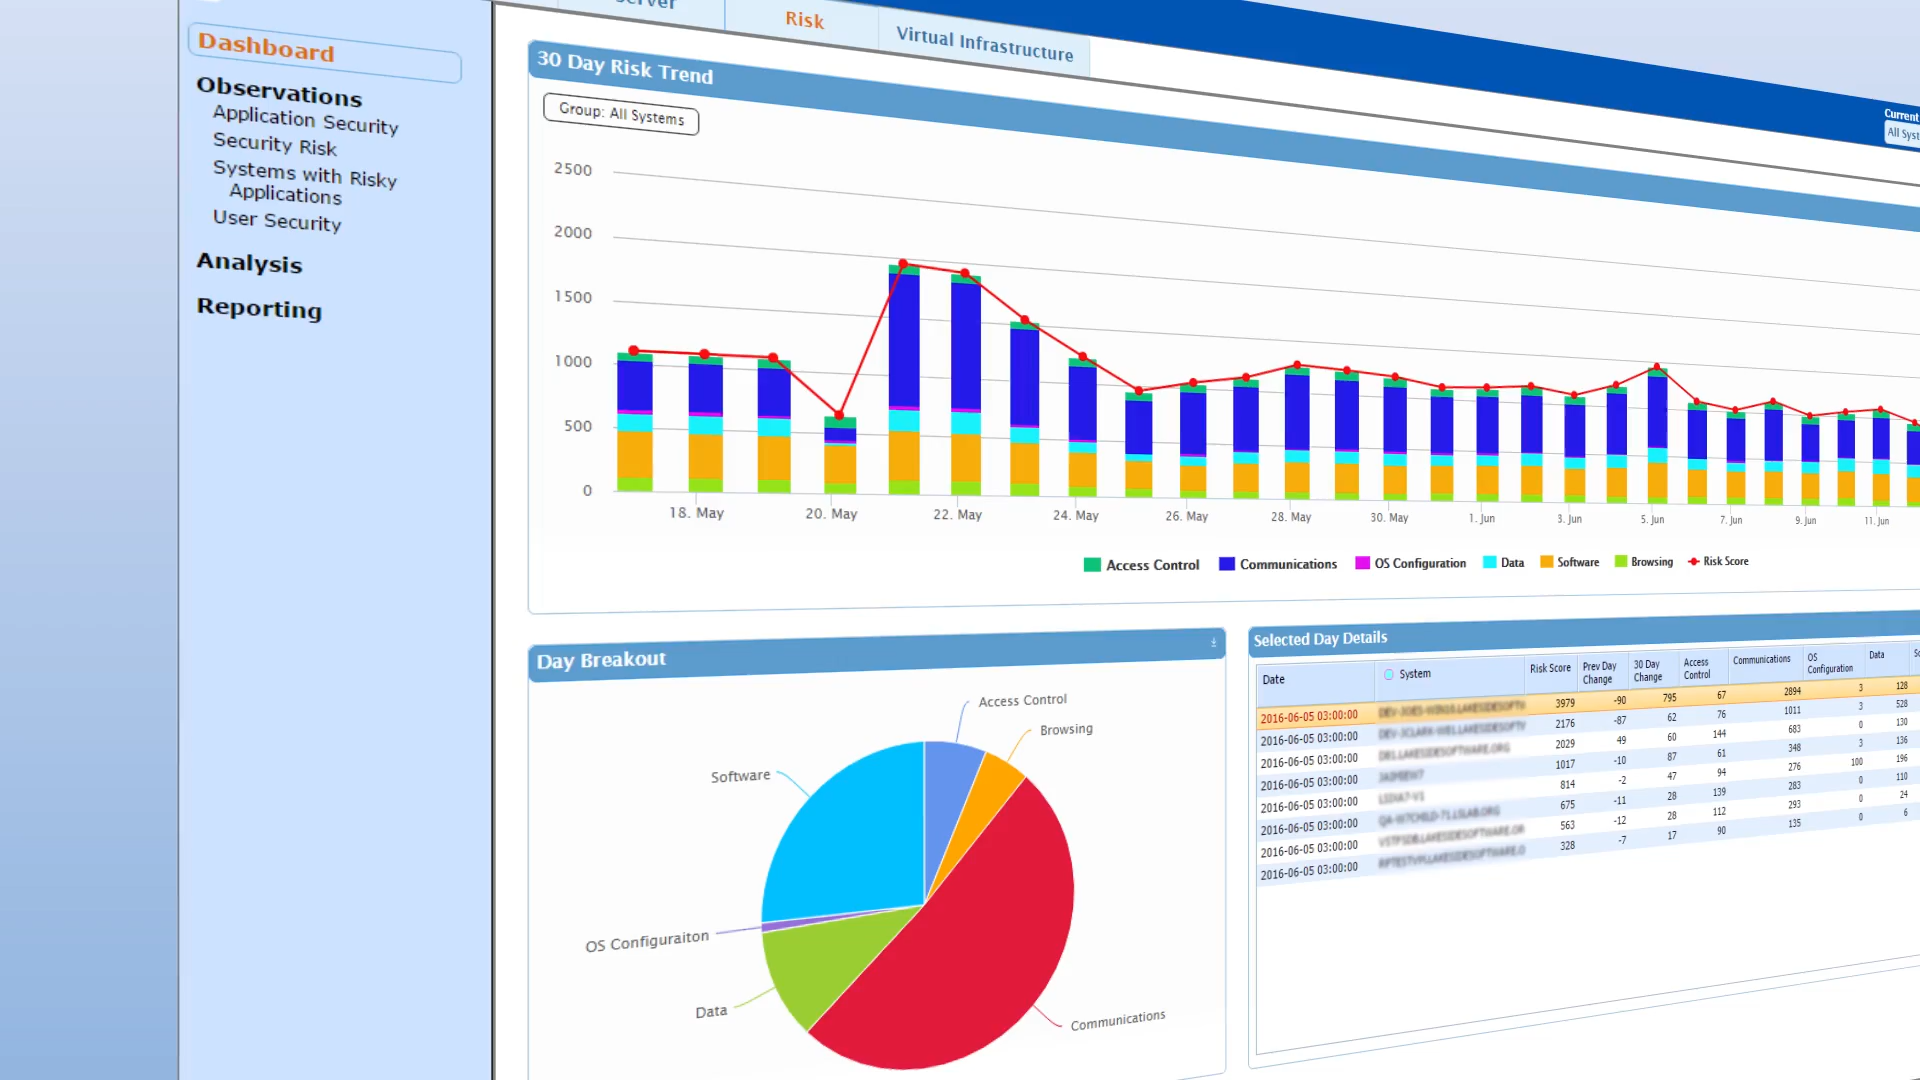 Server
Risk
Virtual Infrastructure
Dashboard
Observations
Application Security
Security Risk
Systems with Risky
Applications
User Security
Analysis
Reporting
Current
All Syst
30 Day Risk Trend
Group: All Systems
2500
2000
1500
1000
500
0
18. May 20. May 22. May 24. May 26. May 28. May 30. May 1. Jun 3. Jun 5. Jun 7. Jun 9. Jun 11. Jun
Access Control Communications OS Configuration Data Software Browsing Risk Score
Day Breakout
Access Control
Browsing
Software
OS Configuraiton
Data
Communications
Selected Day Details
Date System Risk Score Prev Day Change 30 Day Change Access Control Communications OS Configuration Data
2016-06-05 03:00:00 3979 -90 795 67 2894 3 128
2016-06-05 03:00:00 2176 -87 62 76 1011 3 528
2016-06-05 03:00:00 2029 49 60 144 683 0 130
2016-06-05 03:00:00 1017 -10 87 61 348 3 136
2016-06-05 03:00:00 814 -2 47 94 276 100 196
2016-06-05 03:00:00 675 -11 28 139 283 0 110
2016-06-05 03:00:00 563 -12 28 112 293 0 24
2016-06-05 03:00:00 328 -7 17 90 135 0 6